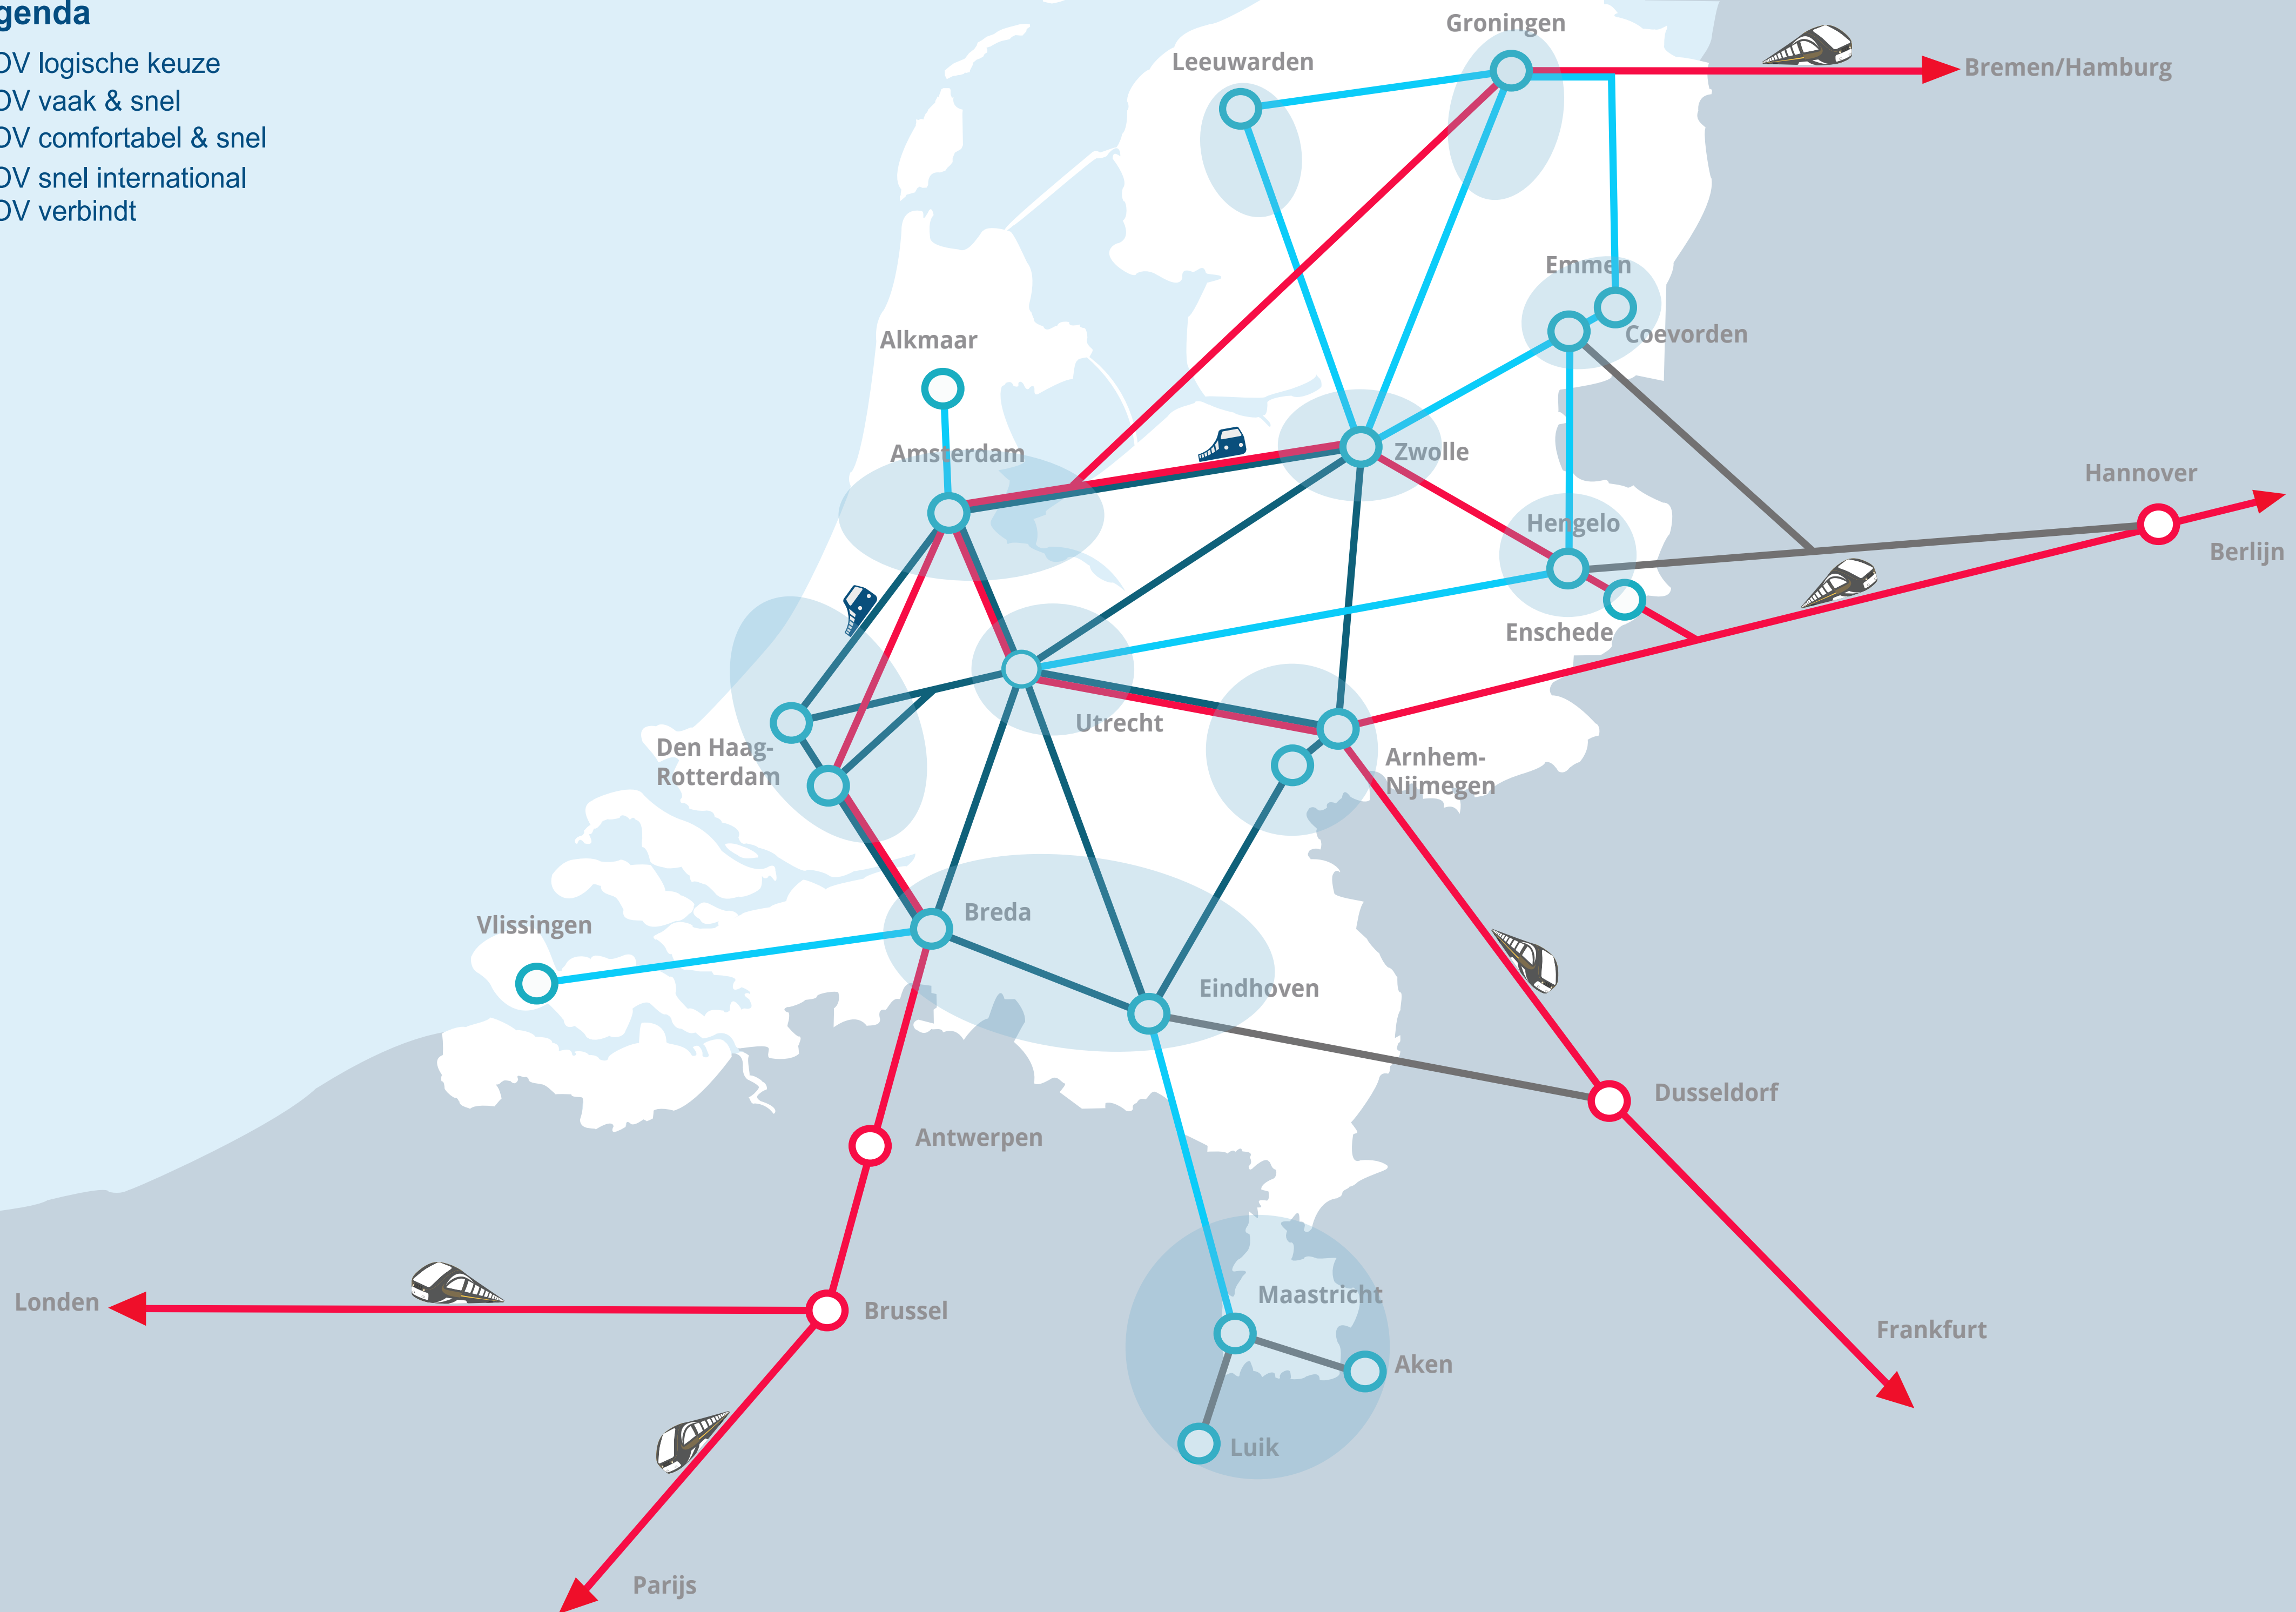 genda
OV logische keuze
OV vaak & snel
OV comfortabel & snel
OV snel international
OV verbindt
Groningen
Leeuwarden
Bremen/Hamburg
Emmen
Coevorden
Alkmaar
Amsterdam
Zwolle
Hannover
Hengelo
Berlijn
Enschede
Utrecht
Den Haag-
Rotterdam
Arnhem-
Nijmegen
Breda
Vlissingen
Eindhoven
Dusseldorf
Antwerpen
Maastricht
Londen
Brussel
Frankfurt
Aken
Luik
Parijs